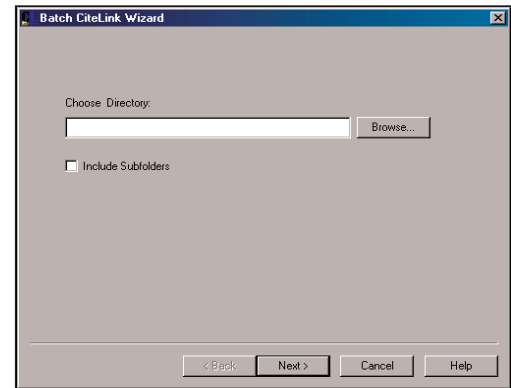 Batch CiteLink Wizard
Choose Directory:
Browse...
Include Subfolders
< Back Next > Cancel Help